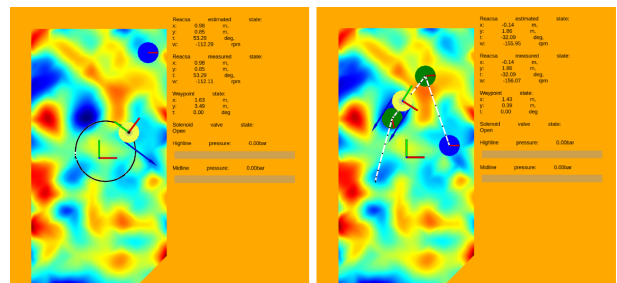 Reacsa estimated state:
x: 0.98 m,
y: 0.85 m,
t: 53.29 deg,
w: -112.29 rpm
Reacsa measured state:
x: 0.98 m,
y: 0.85 m,
t: 53.29 deg,
w: -112.11 rpm
Waypoint state:
x: 1.63 m,
y: 3.49 m,
t: 0.00 deg
Solenoid valve state:
Open
Highline pressure: 0.00bar
Midline pressure: 0.00bar
Reacsa estimated state:
x: -0.14 m,
y: 1.86 m,
t: -32.09 deg,
w: -155.95 rpm
Reacsa measured state:
x: -0.14 m,
y: 1.86 m,
t: -32.09 deg,
w: -156.07 rpm
Waypoint state:
x: 1.43 m,
y: 0.39 m,
t: 0.00 deg
Solenoid valve state:
Open
Highline pressure: 0.00bar
Midline pressure: 0.00bar